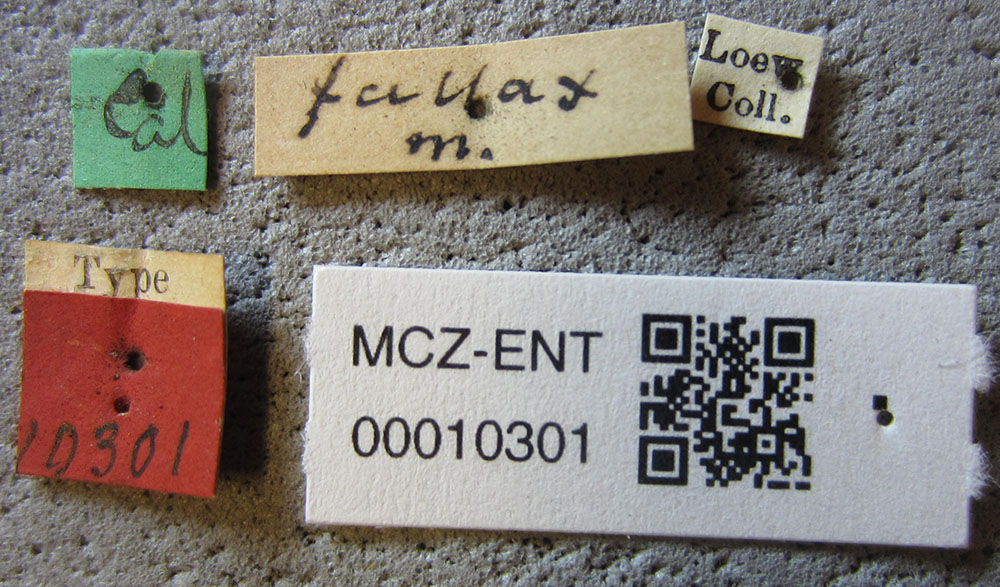 Cal
fallax
m.
Loew
Coll.
Type
10301
MCZ-ENT
00010301